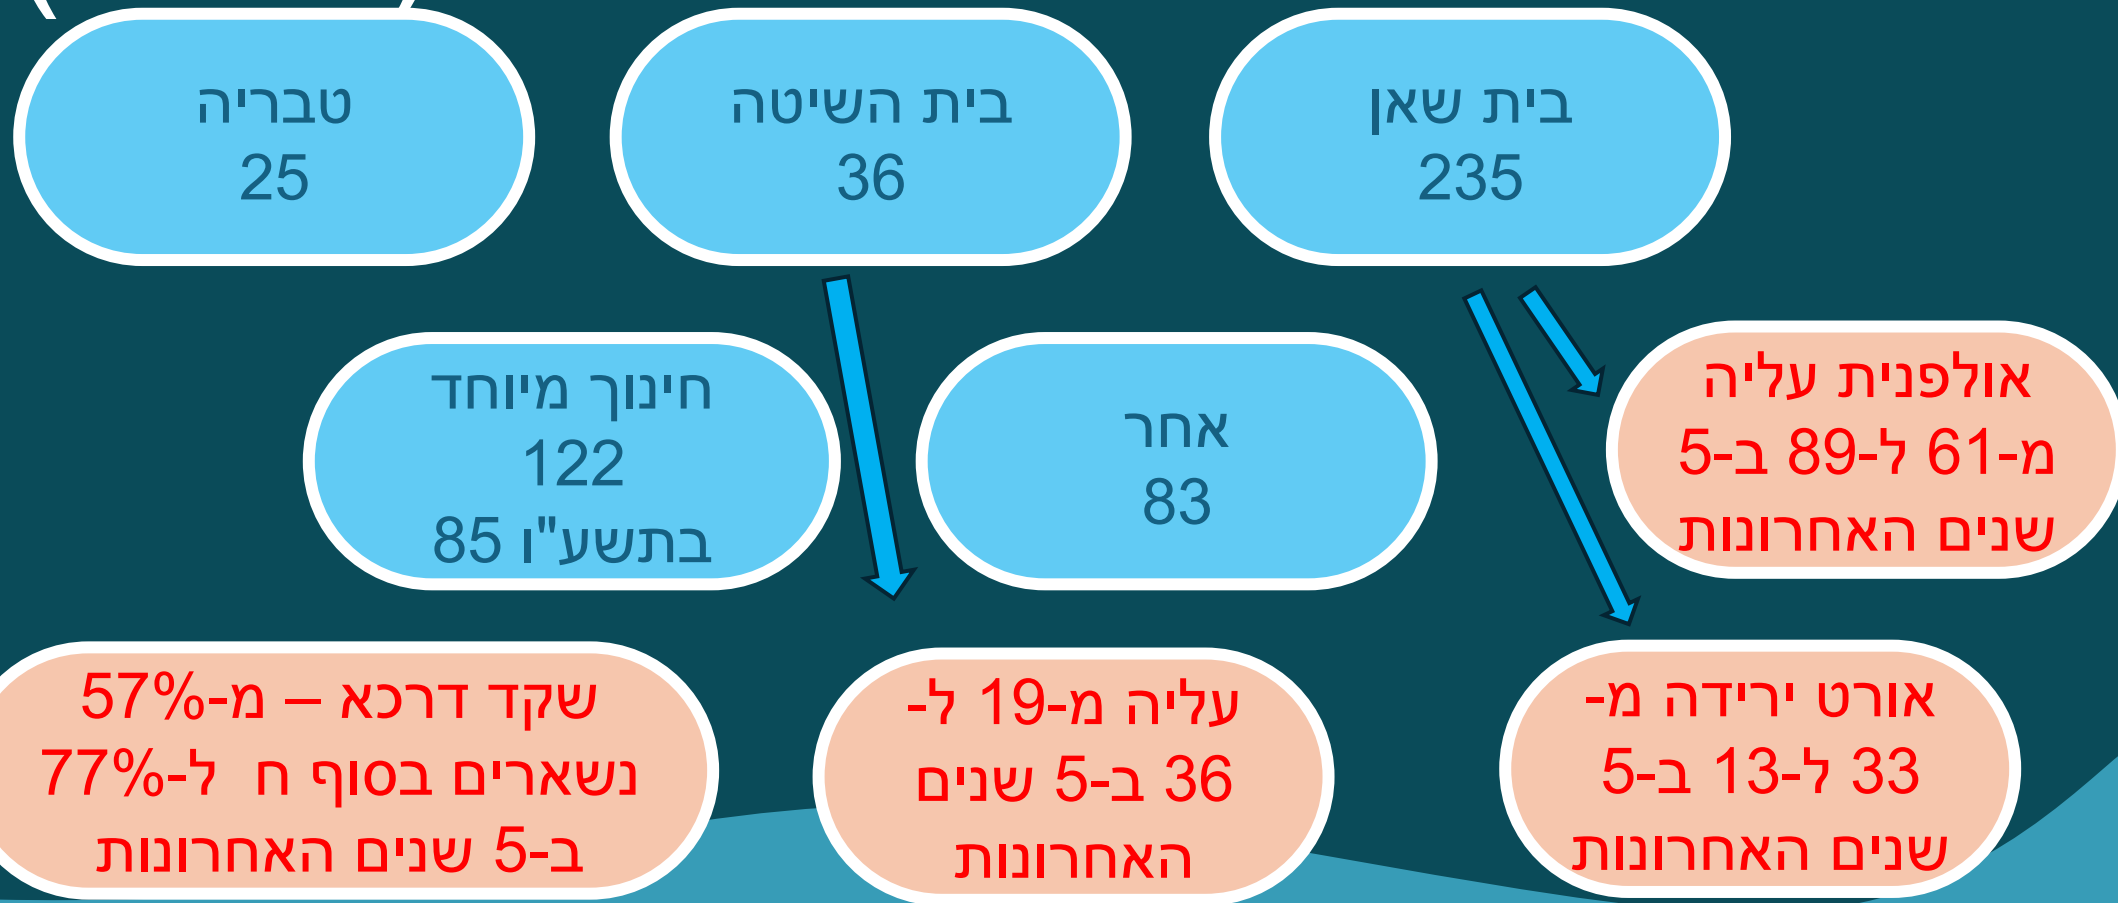 בית שאן
235
בית השיטה
36
טבריה
25
אולפנית עליה
מ-61 ל-89 ב-5
שנים האחרונות
אחר
83
חינוך מיוחד
122
בתשע"ו 85
אורט ירידה מ-
33 ל-13 ב-5
שנים האחרונות
עליה מ-19 ל-
36 ב-5 שנים
האחרונות
שקד דרכא – מ-57%
נשארים בסוף ח ל-77%
ב-5 שנים האחרונות